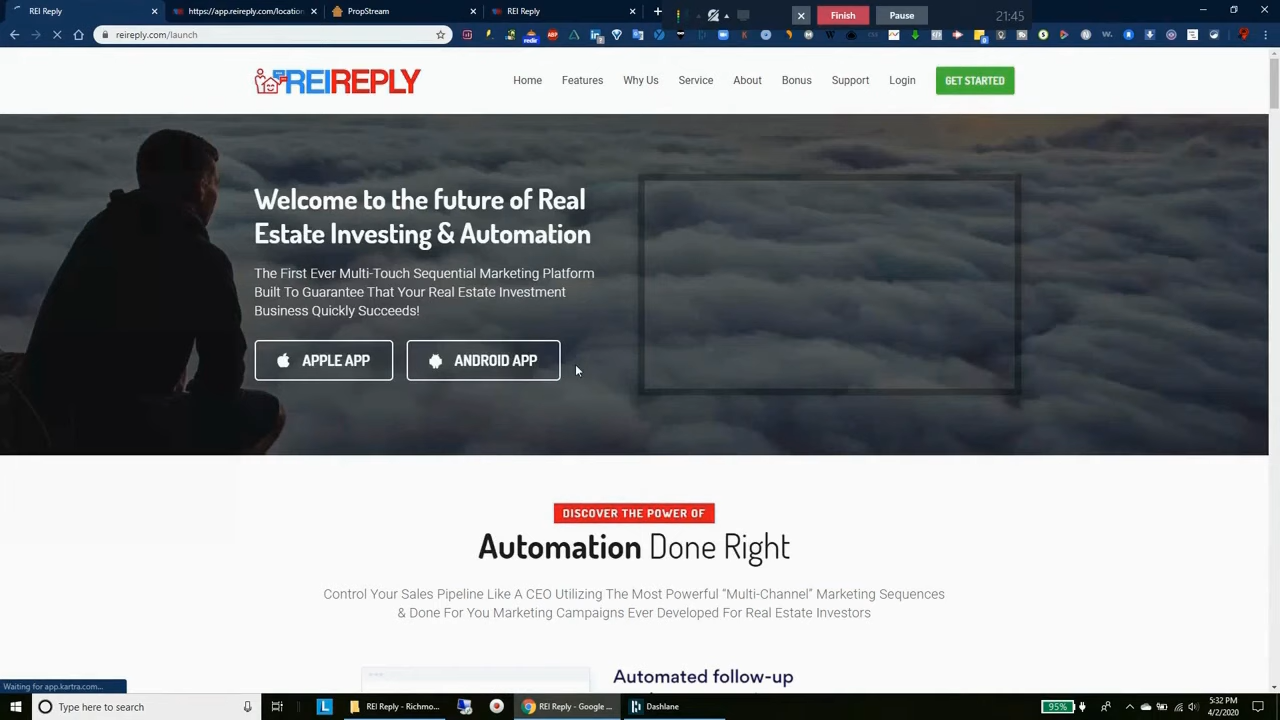 REI Reply
https://app.reireply.com/location
PropStream
REI Reply
Finish
Pause
21:45
reireply.com/launch
REIREPLY
Home
Features
Why Us
Service
About
Bonus
Support
Login
GET STARTED
Welcome to the future of Real
Estate Investing & Automation
The First Ever Multi-Touch Sequential Marketing Platform
Built To Guarantee That Your Real Estate Investment
Business Quickly Succeeds!
APPLE APP
ANDROID APP
DISCOVER THE POWER OF
Automation Done Right
Control Your Sales Pipeline Like A CEO Utilizing The Most Powerful “Multi-Channel” Marketing Sequences
& Done For You Marketing Campaigns Ever Developed For Real Estate Investors
Automated follow-up
Waiting for app.kartra.com...
Type here to search
REI Reply - Richmo...
REI Reply - Google ...
Dashlane
95%
5:32 PM
4/2/2020